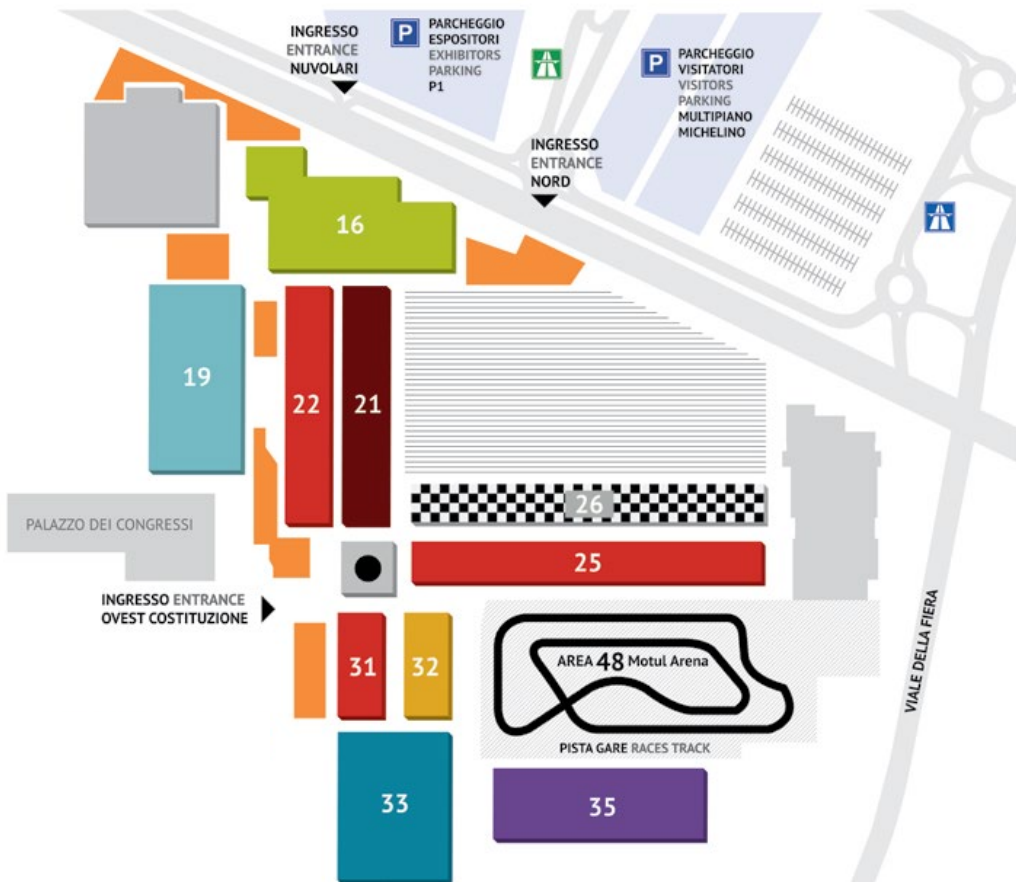 INGRESSO
ENTRANCE
NUVOLARI
P
PARCHEGGIO
ESPOSITORI
EXHIBITORS
PARKING
P1
P
PARCHEGGIO
VISITATORI
VISITORS
PARKING
MULTIPIANO
MICHELINO
INGRESSO
ENTRANCE
NORD
16
19
22
21
26
PALAZZO DEI CONGRESSI
25
INGRESSO ENTRANCE
OVEST COSTITUZIONE
31
32
AREA 48 Motul Arena
VIALE DELLA FIERA
PISTA GARE RACES TRACK
33
35